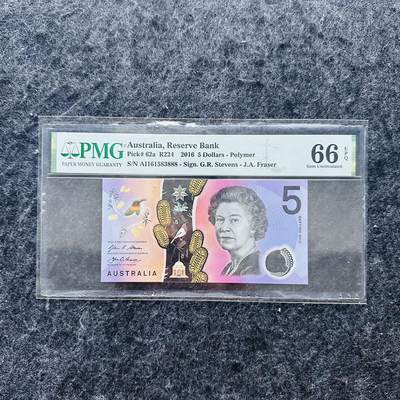 PMG
PAPER MONEY GUARANTY
Australia, Reserve Bank
Pick# 62a R224 2016 5 Dollars - Polymer
S/N AI161583888 - Sign. G.R. Stevens - J.A. Fraser
66 EPQ
Gem Uncirculated
5
AUSTRALIA